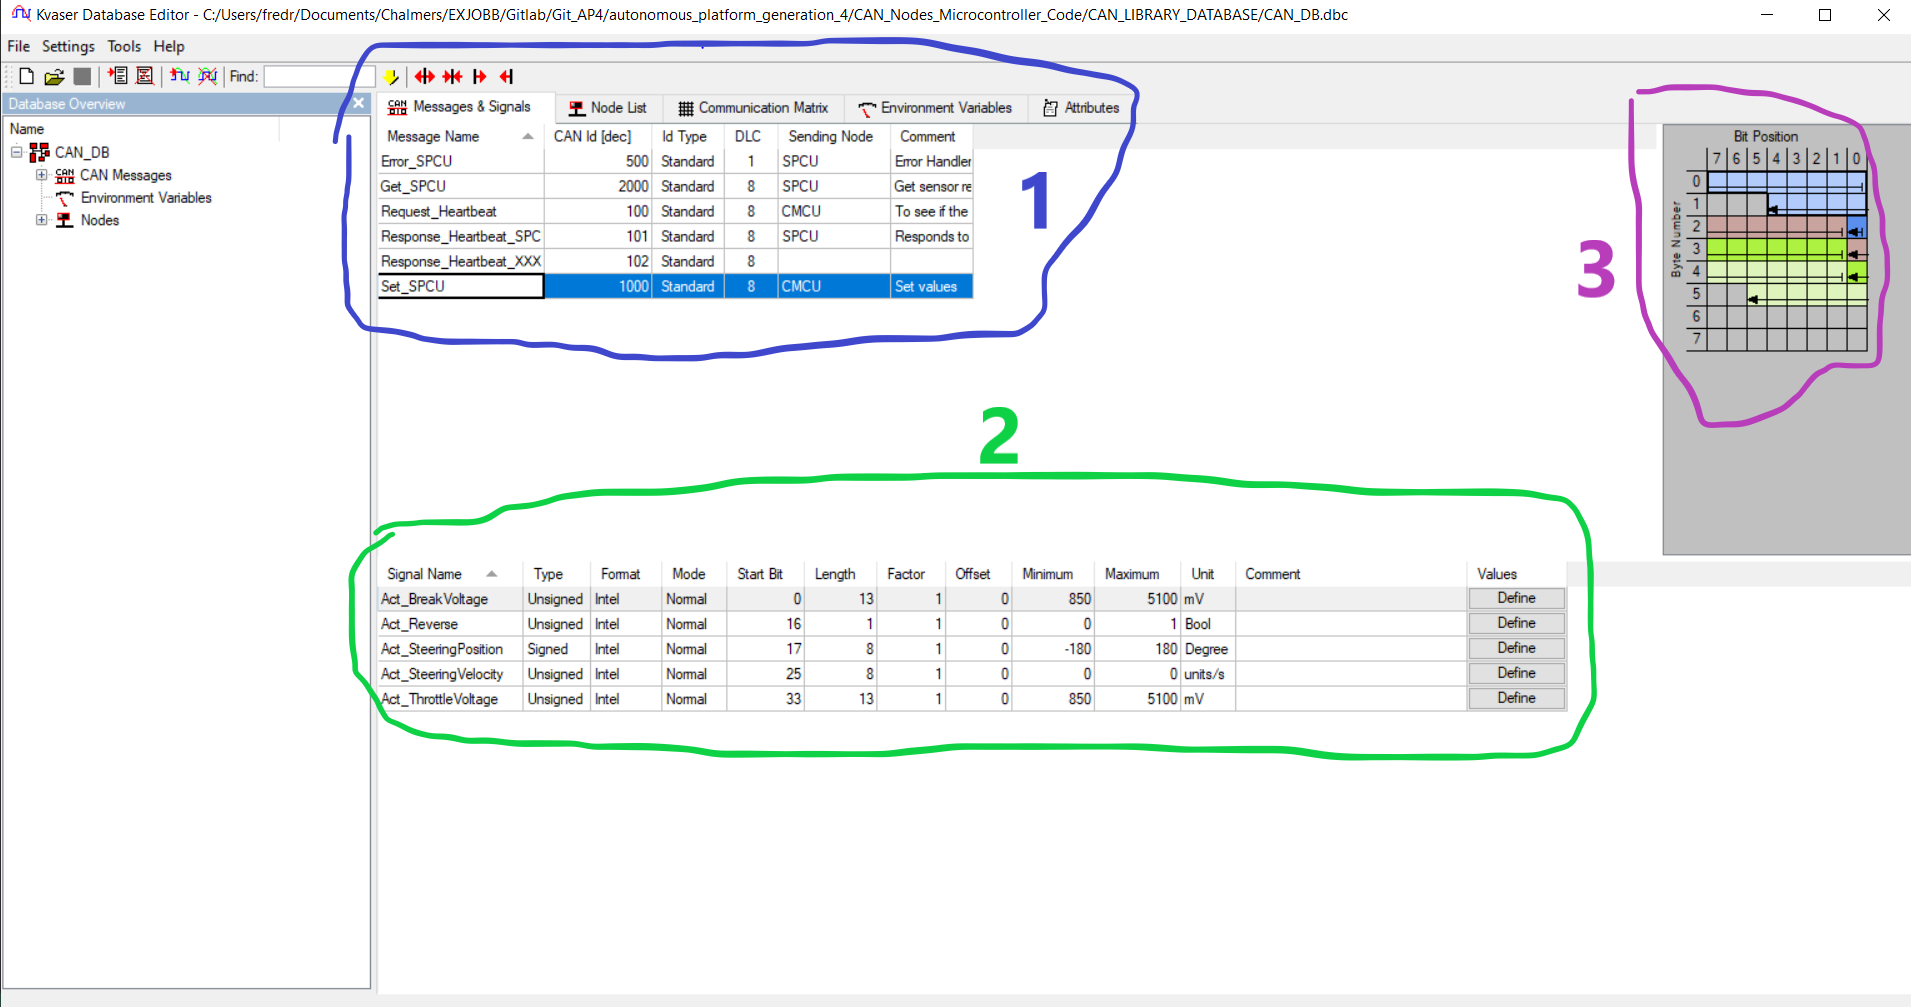 Kvaser Database Editor - C:/Users/fredr/Documents/Chalmers/EXJOBB/Gitlab/Git_AP4/autonomous_platform_generation_4/CAN_Nodes_Microcontroller_Code/CAN_LIBRARY_DATABASE/CAN_DB.dbc
File Settings Tools Help
Find:
Database Overview
Name
CAN_DB
CAN Messages
Environment Variables
Nodes
Messages & Signals Node List Communication Matrix Environment Variables Attributes
Message Name CAN Id [dec] Id Type DLC Sending Node Comment
Error_SPCU 500 Standard 1 SPCU Error Handler
Get_SPCU 2000 Standard 8 SPCU Get sensor re
Request_Heartbeat 100 Standard 8 CMCU To see if the
Response_Heartbeat_SPC 101 Standard 8 SPCU Responds to
Response_Heartbeat_XXX 102 8
Set_SPCU 1000 Standard 8 CMCU Set values
1
2
3
Bit Position
7 6 5 4 3 2 1 0
Byte Number
0
1
2
3
4
5
6
7
Signal Name Type Format Mode Start Bit Length Factor Offset Minimum Maximum Unit Comment Values
Act_BreakVoltage Unsigned Intel Normal 0 13 1 0 850 5100 mV Define
Act_Reverse Unsigned Intel Normal 16 1 1 0 0 1 Bool Define
Act_SteeringPosition Signed Intel Normal 17 8 1 0 -180 180 Degree Define
Act_SteeringVelocity Unsigned Intel Normal 25 8 1 0 0 0 units/s Define
Act_ThrottleVoltage Unsigned Intel Normal 33 13 1 0 850 5100 mV Define